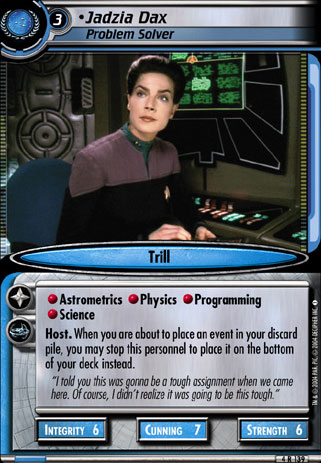 3
•Jadzia Dax
Problem Solver
Trill
Astrometrics Physics Programming
Science
Host. When you are about to place an event in your discard
pile, you may stop this personnel to place it on the bottom
of your deck instead.
"I told you this was gonna be a tough assignment when we came
here. Of course, I didn't realize it was going to be this tough."
INTEGRITY 6 CUNNING 7 STRENGTH 6
4 R 139